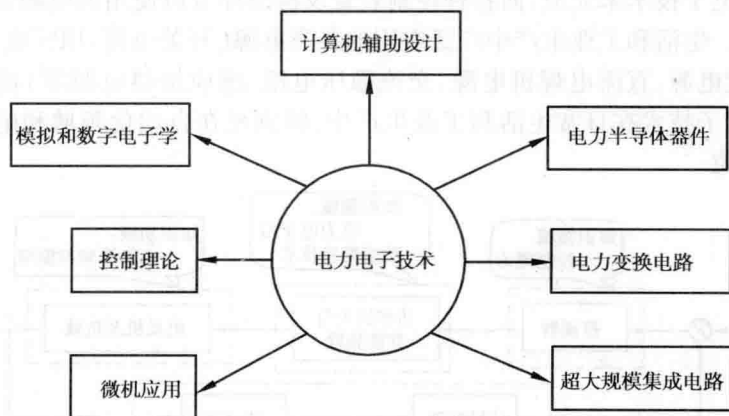 计算机辅助设计
模拟和数字电子学
电力半导体器件
控制理论
电力电子技术
电力变换电路
微机应用
超大规模集成电路